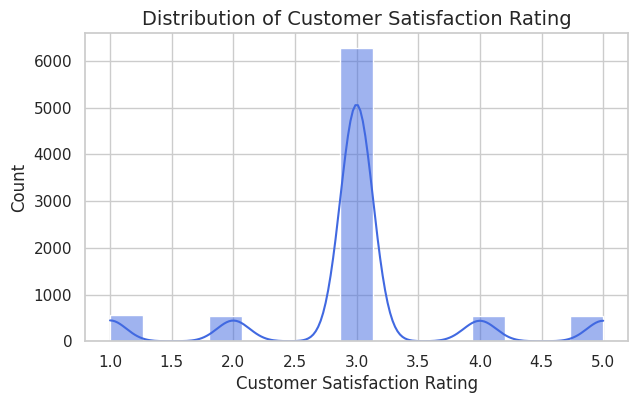 Distribution of Customer Satisfaction Rating
6000
5000
4000
3000
2000
1000
0
Count
1.0 1.5 2.0 2.5 3.0 3.5 4.0 4.5 5.0
Customer Satisfaction Rating